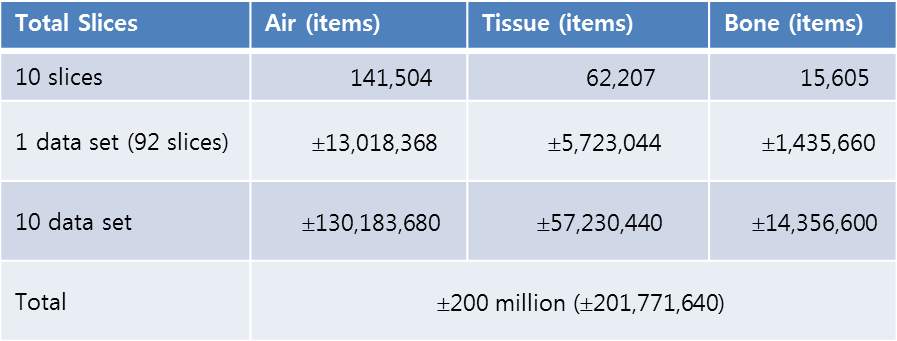 Total Slices Air (items) Tissue (items) Bone (items)
10 slices 141,504 62,207 15,605
1 data set (92 slices) ±13,018,368 ±5,723,044 ±1,435,660
10 data set ±130,183,680 ±57,230,440 ±14,356,600
Total ±200 million (±201,771,640)